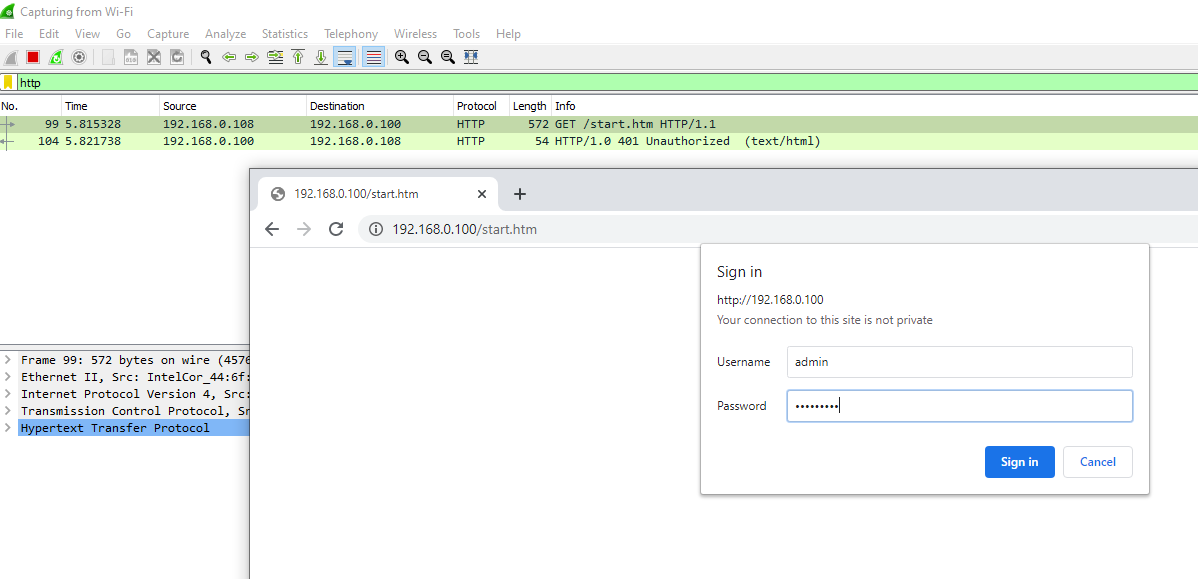 Capturing from Wi-Fi
File Edit View Go Capture Analyze Statistics Telephony Wireless Tools Help
http
No. Time Source Destination Protocol Length Info
99 5.815328 192.168.0.108 192.168.0.100 HTTP 572 GET /start.htm HTTP/1.1
104 5.821738 192.168.0.100 192.168.0.108 HTTP 54 HTTP/1.0 401 Unauthorized (text/html)
192.168.0.100/start.htm
192.168.0.100/start.htm
Sign in
http://192.168.0.100
Your connection to this site is not private
Username admin
Password •••••••••
Sign in Cancel
Frame 99: 572 bytes on wire (4576
Ethernet II, Src: IntelCor_44:6f:
Internet Protocol Version 4, Src:
Transmission Control Protocol, Sr
Hypertext Transfer Protocol